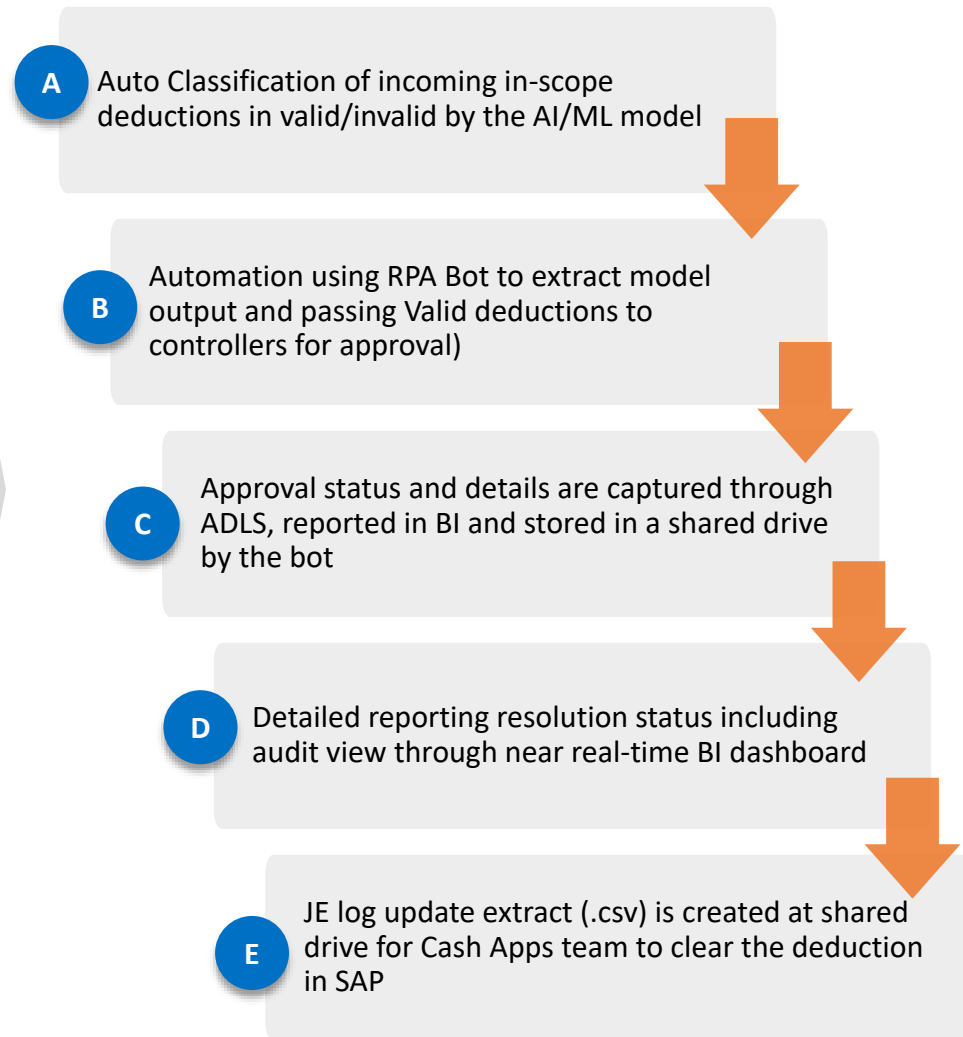 A
Auto Classification of incoming in-scope
deductions in valid/invalid by the AI/ML model
B
Automation using RPA Bot to extract model
output and passing Valid deductions to
controllers for approval)
C
Approval status and details are captured through
ADLS, reported in BI and stored in a shared drive
by the bot
D
Detailed reporting resolution status including
audit view through near real-time BI dashboard
E
JE log update extract (.csv) is created at shared
drive for Cash Apps team to clear the deduction
in SAP